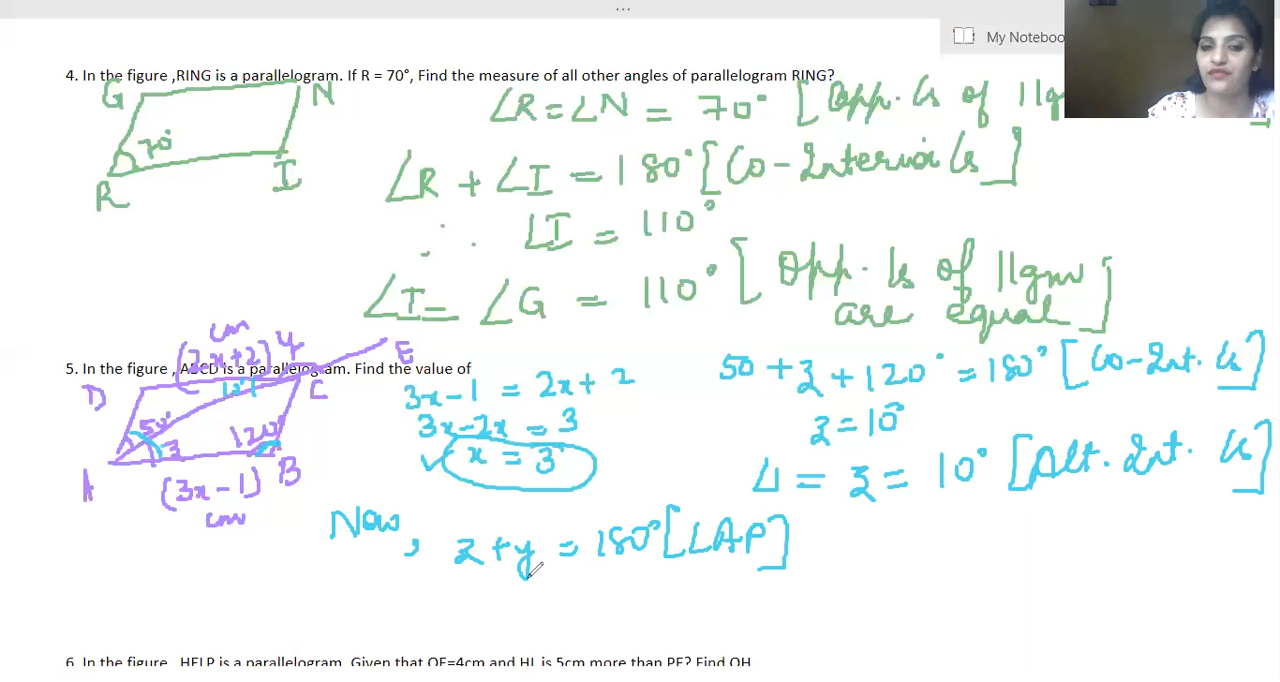 ...
My Notebo
4. In the figure ,RING is a parallelogram. If R = 70°, Find the measure of all other angles of parallelogram RING?
G N
70°
R I
∠R = ∠N = 70° [Opp. ∠s of ||gm
∠R + ∠I = 180° [Co-Interior ∠s]
∴ ∠I = 110°
∠I = ∠G = 110° [Opp. ∠s of ||gm
are equal]
5. In the figure , ABCD is a parallelogram. Find the value of
cm
(2x+2) y E
D C
50° 10°
z 120°
A B
(3x-1)
cm
3x-1 = 2x+2
3x-2x = 3
✓ x = 3
50 + z + 120° = 180° [Co-Int. ∠s]
z = 10°
∠ = z = 10° [Alt. Int. ∠s]
Now, z + y = 180° [LAP]
6. In the figure , HELP is a parallelogram. Given that OE=4cm and HL is 5cm more than PE? Find OH